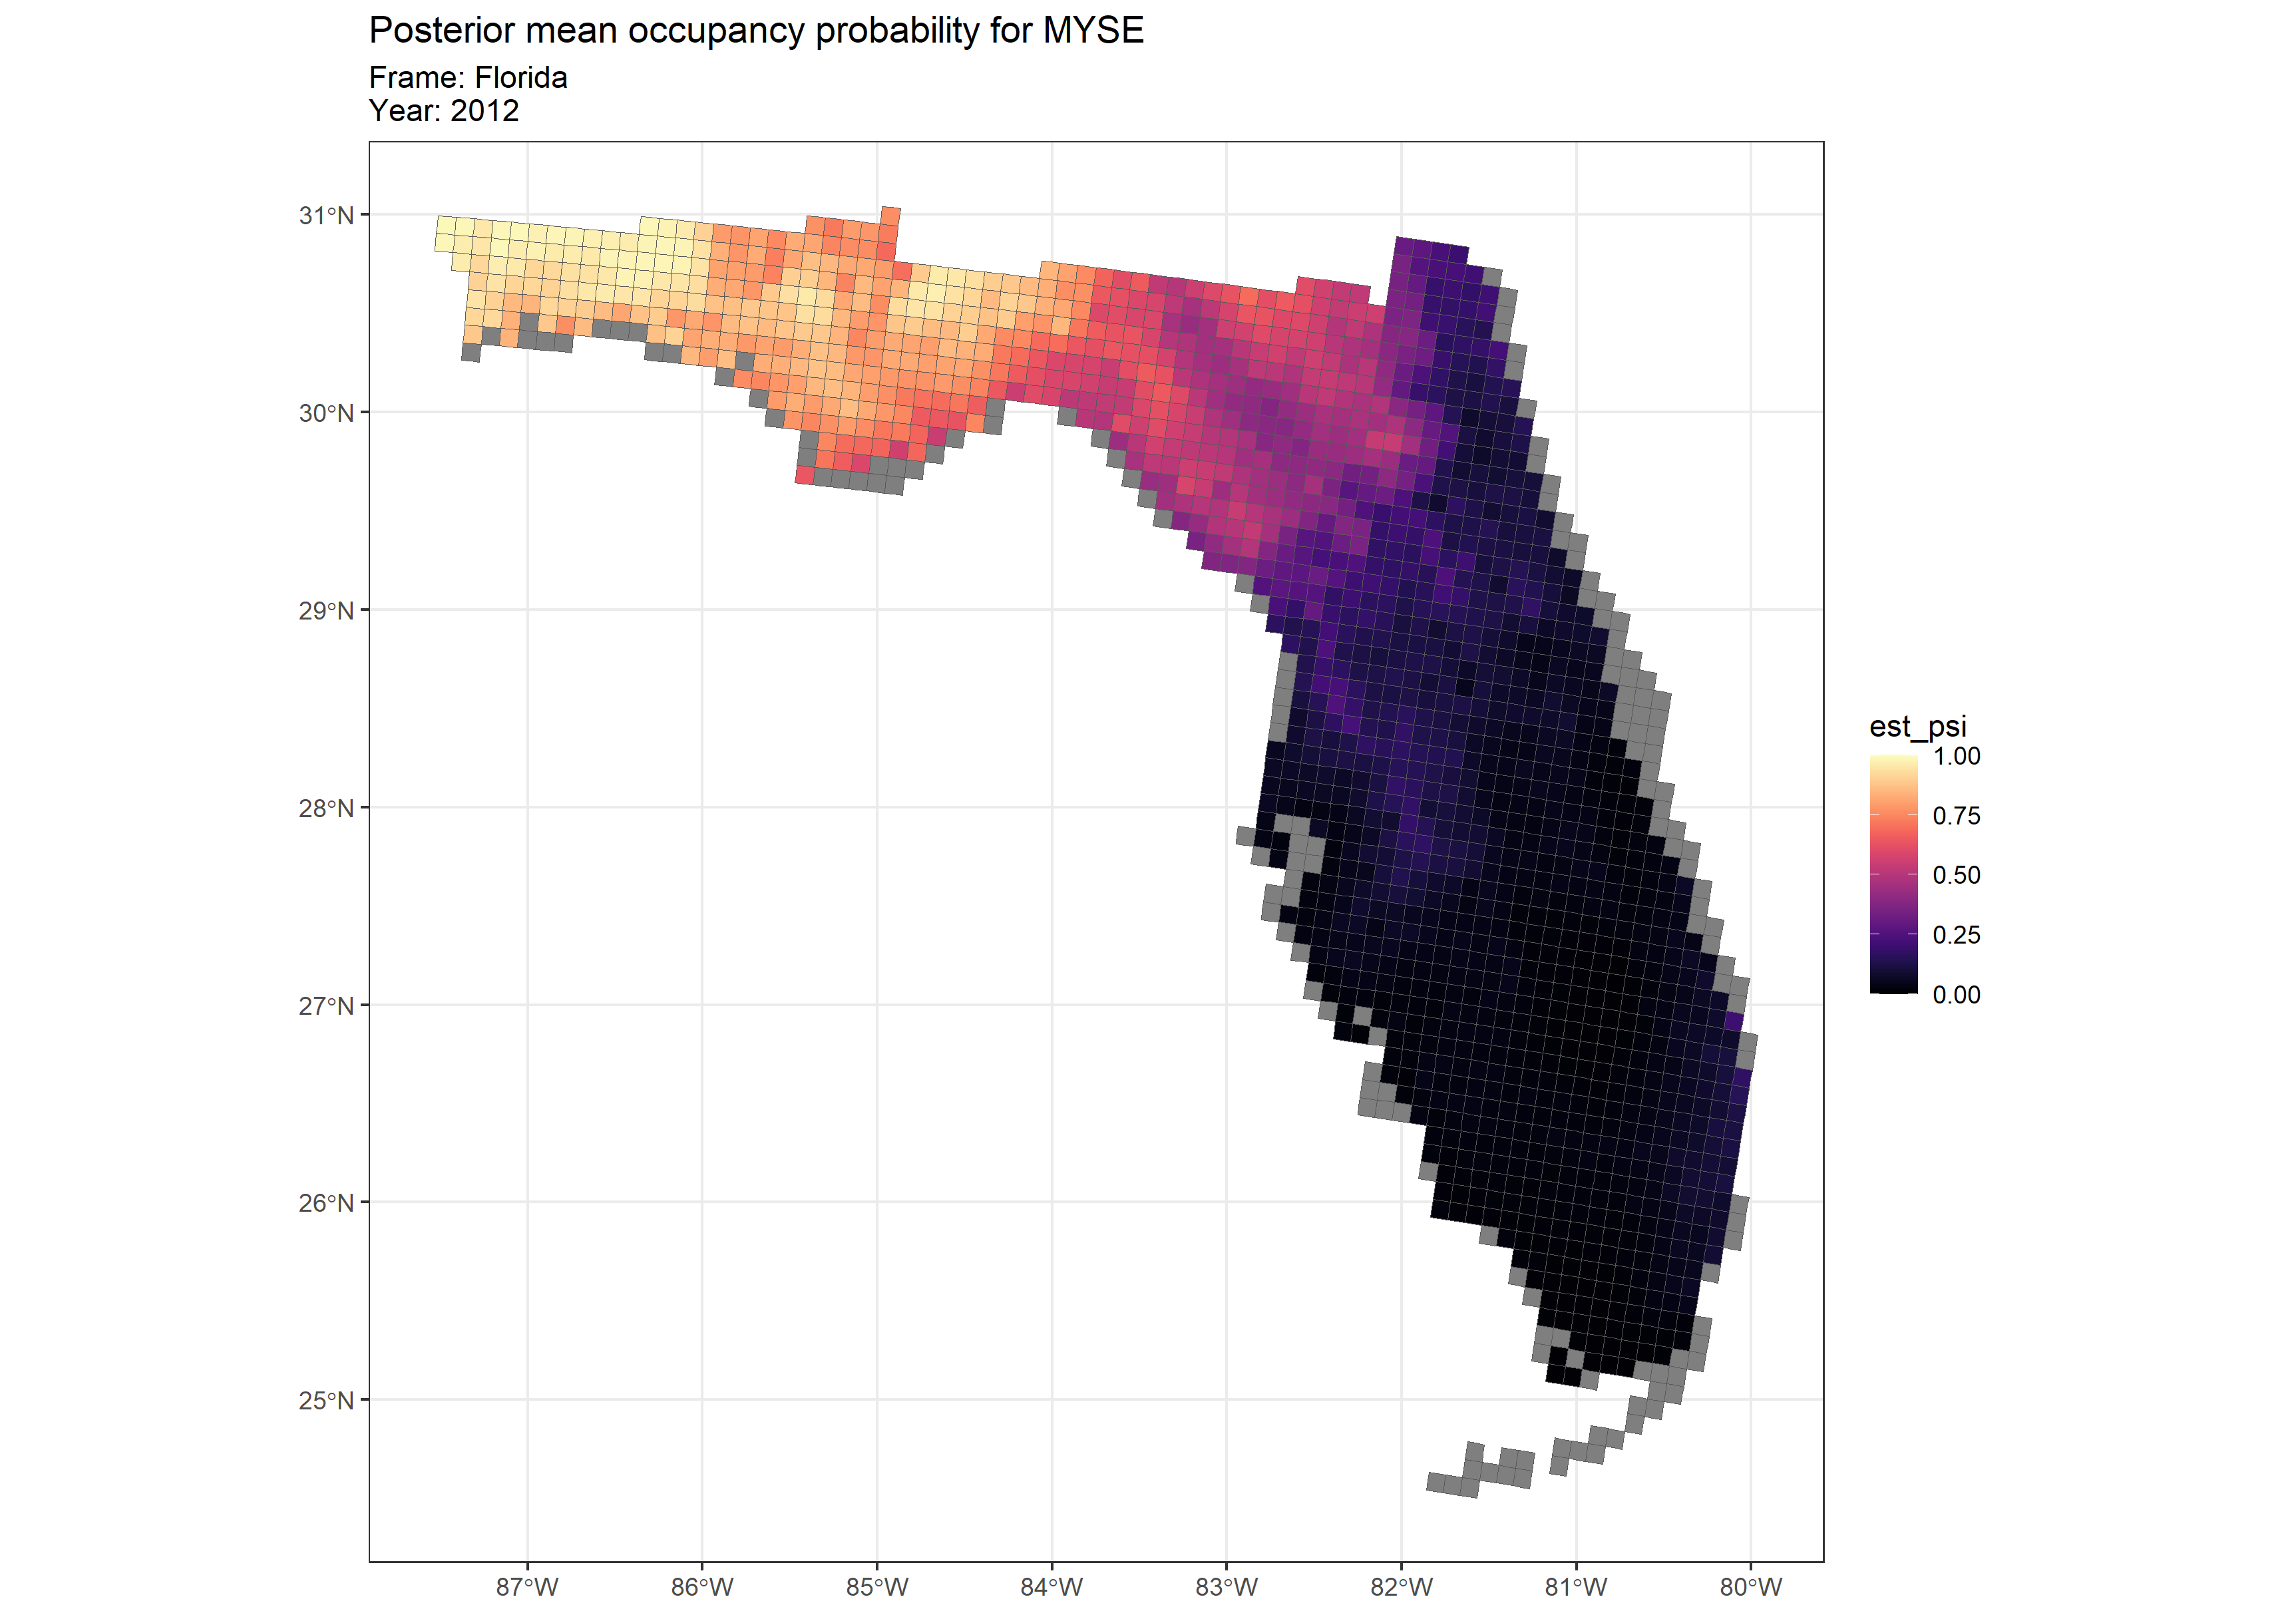 Posterior mean occupancy probability for MYSE
Frame: Florida
Year: 2012
31°N
30°N
29°N
28°N
27°N
26°N
25°N
87°W
86°W
85°W
84°W
83°W
82°W
81°W
80°W
est_psi
1.00
0.75
0.50
0.25
0.00